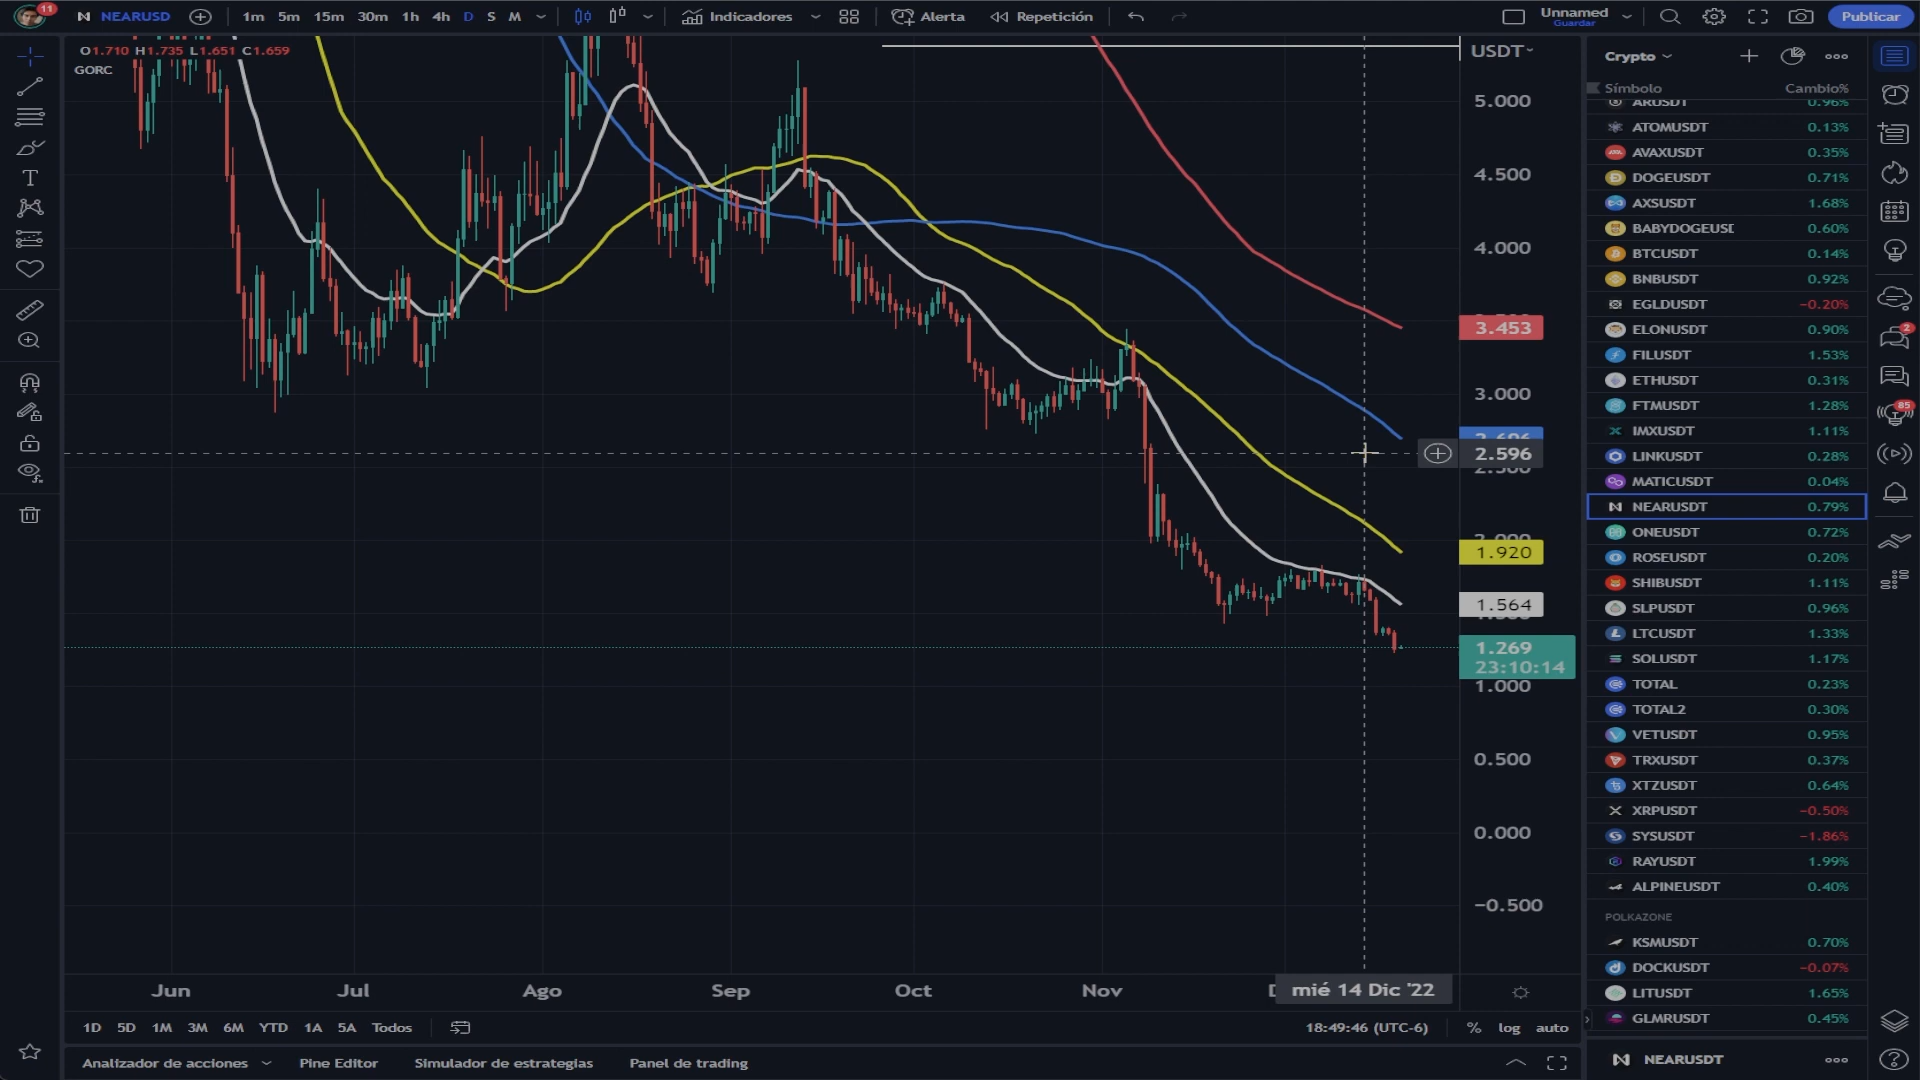 11 NEARUSD 1m 5m 15m 30m 1h 4h D S M Indicadores Alerta Repetición Unnamed Guardar Publicar
O1.710 H1.735 L1.651 C1.659
GORC
USDT
5.000
4.500
4.000
3.453
3.000
2.596
1.920
1.564
1.269
23:10:14
1.000
0.500
0.000
−0.500
Jun Jul Ago Sep Oct Nov mié 14 Dic '22
1D 5D 1M 3M 6M YTD 1A 5A Todos 18:49:46 (UTC-6) % log auto
Analizador de acciones Pine Editor Simulador de estrategias Panel de trading
Crypto
Símbolo Cambio%
0.96%
ATOMUSDT 0.13%
AVAXUSDT 0.35%
DOGEUSDT 0.71%
AXSUSDT 1.68%
BABYDOGEUSD 0.60%
BTCUSDT 0.14%
BNBUSDT 0.92%
EGLDUSDT −0.20%
ELONUSDT 0.90%
FILUSDT 1.53%
ETHUSDT 0.31%
FTMUSDT 1.28%
IMXUSDT 1.11%
LINKUSDT 0.28%
MATICUSDT 0.04%
NEARUSDT 0.79%
ONEUSDT 0.72%
ROSEUSDT 0.20%
SHIBUSDT 1.11%
SLPUSDT 0.96%
LTCUSDT 1.33%
SOLUSDT 1.17%
TOTAL 0.23%
TOTAL2 0.30%
VETUSDT 0.95%
TRXUSDT 0.37%
XTZUSDT 0.64%
XRPUSDT −0.50%
SYSUSDT −1.86%
RAYUSDT 1.99%
ALPINEUSDT 0.40%
POLKAZONE
KSMUSDT 0.70%
DOCKUSDT −0.07%
LITUSDT 1.65%
GLMRUSDT 0.45%
NEARUSDT
2
85